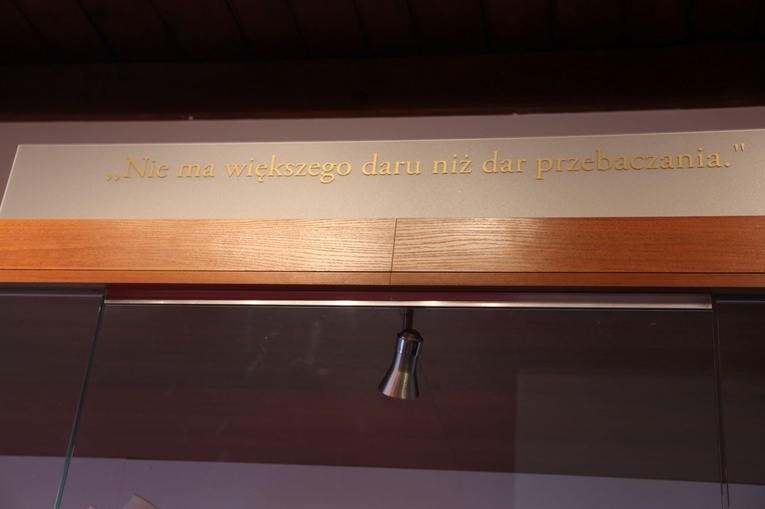 „Nie ma większego daru niż dar przebaczania."